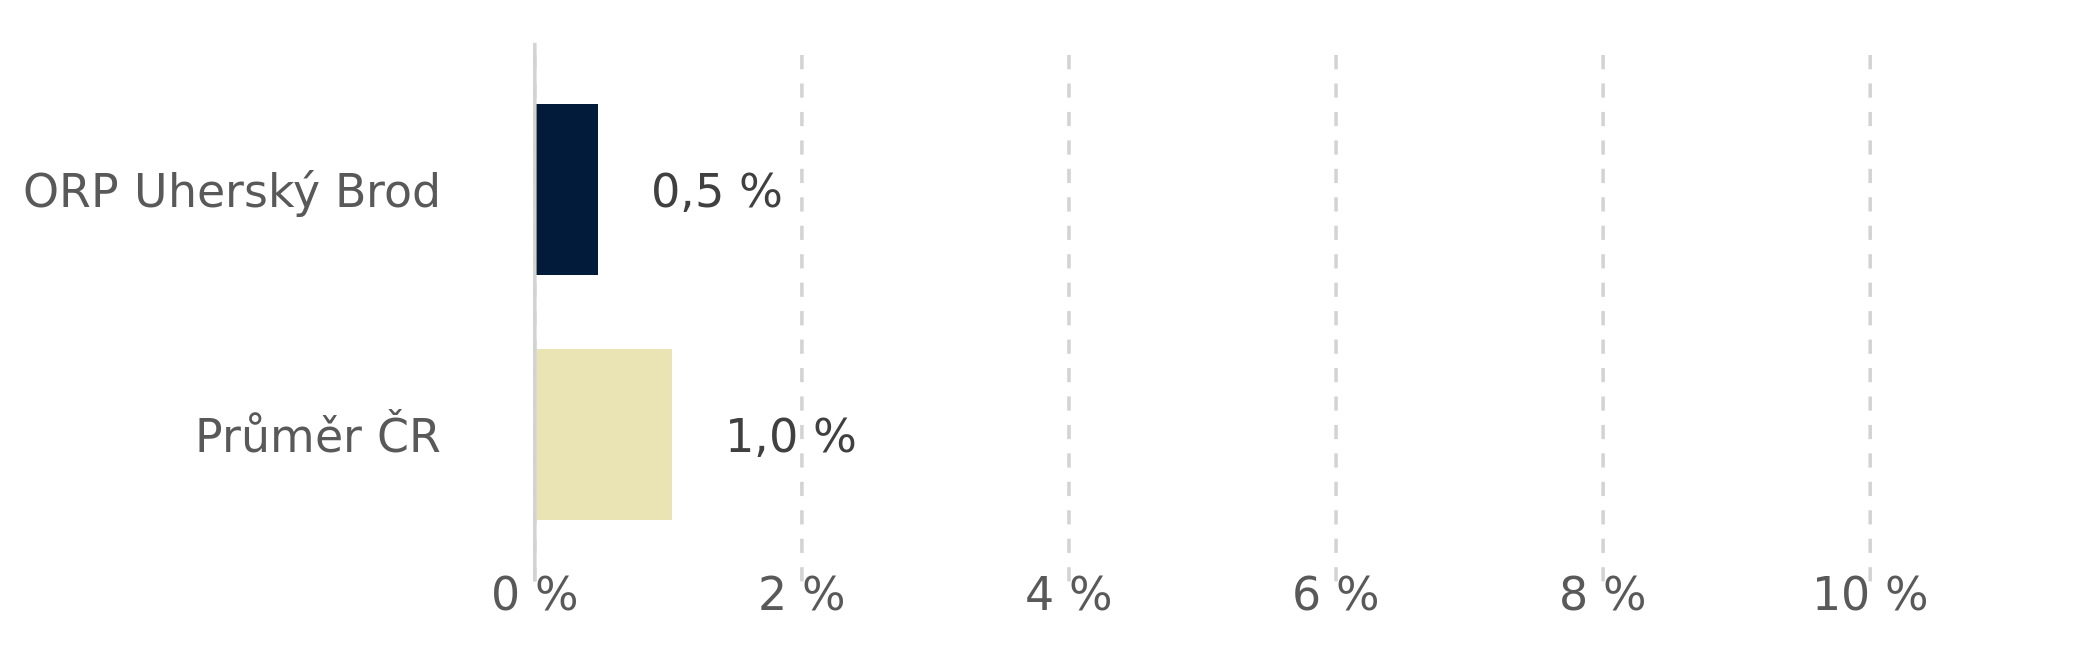 ORP Uherský Brod
0,5 %
Průměr ČR
1,0 %
0 % 2 % 4 % 6 % 8 % 10 %